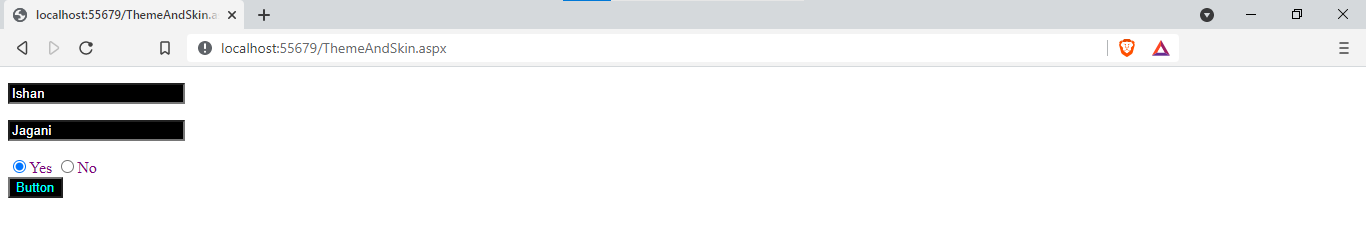 localhost:55679/ThemeAndSkin.a
localhost:55679/ThemeAndSkin.aspx
Ishan
Jagani
Yes No
Button